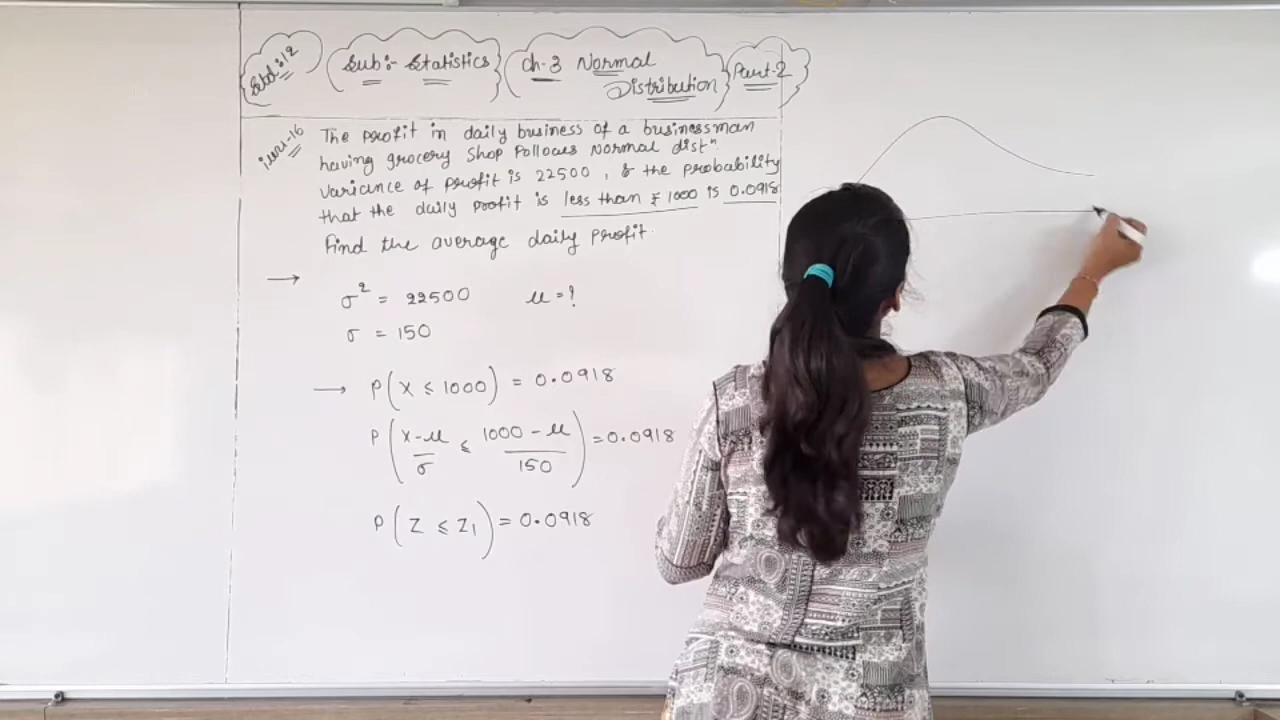 Std:12
Sub:- Statistics
Ch-3 Normal Distribution
Part-2
The profit in daily business of a businessman
having grocery shop follows Normal distⁿ.
variance of profit is 22500, & the probability
that the daily profit is less than ₹ 1000 is 0.0918
Find the average daily profit.
→ σ² = 22500 μ = ?
σ = 150
→ P(X ≤ 1000) = 0.0918
P((X-μ)/σ ≤ (1000-μ)/150) = 0.0918
P(Z ≤ Z₁) = 0.0918